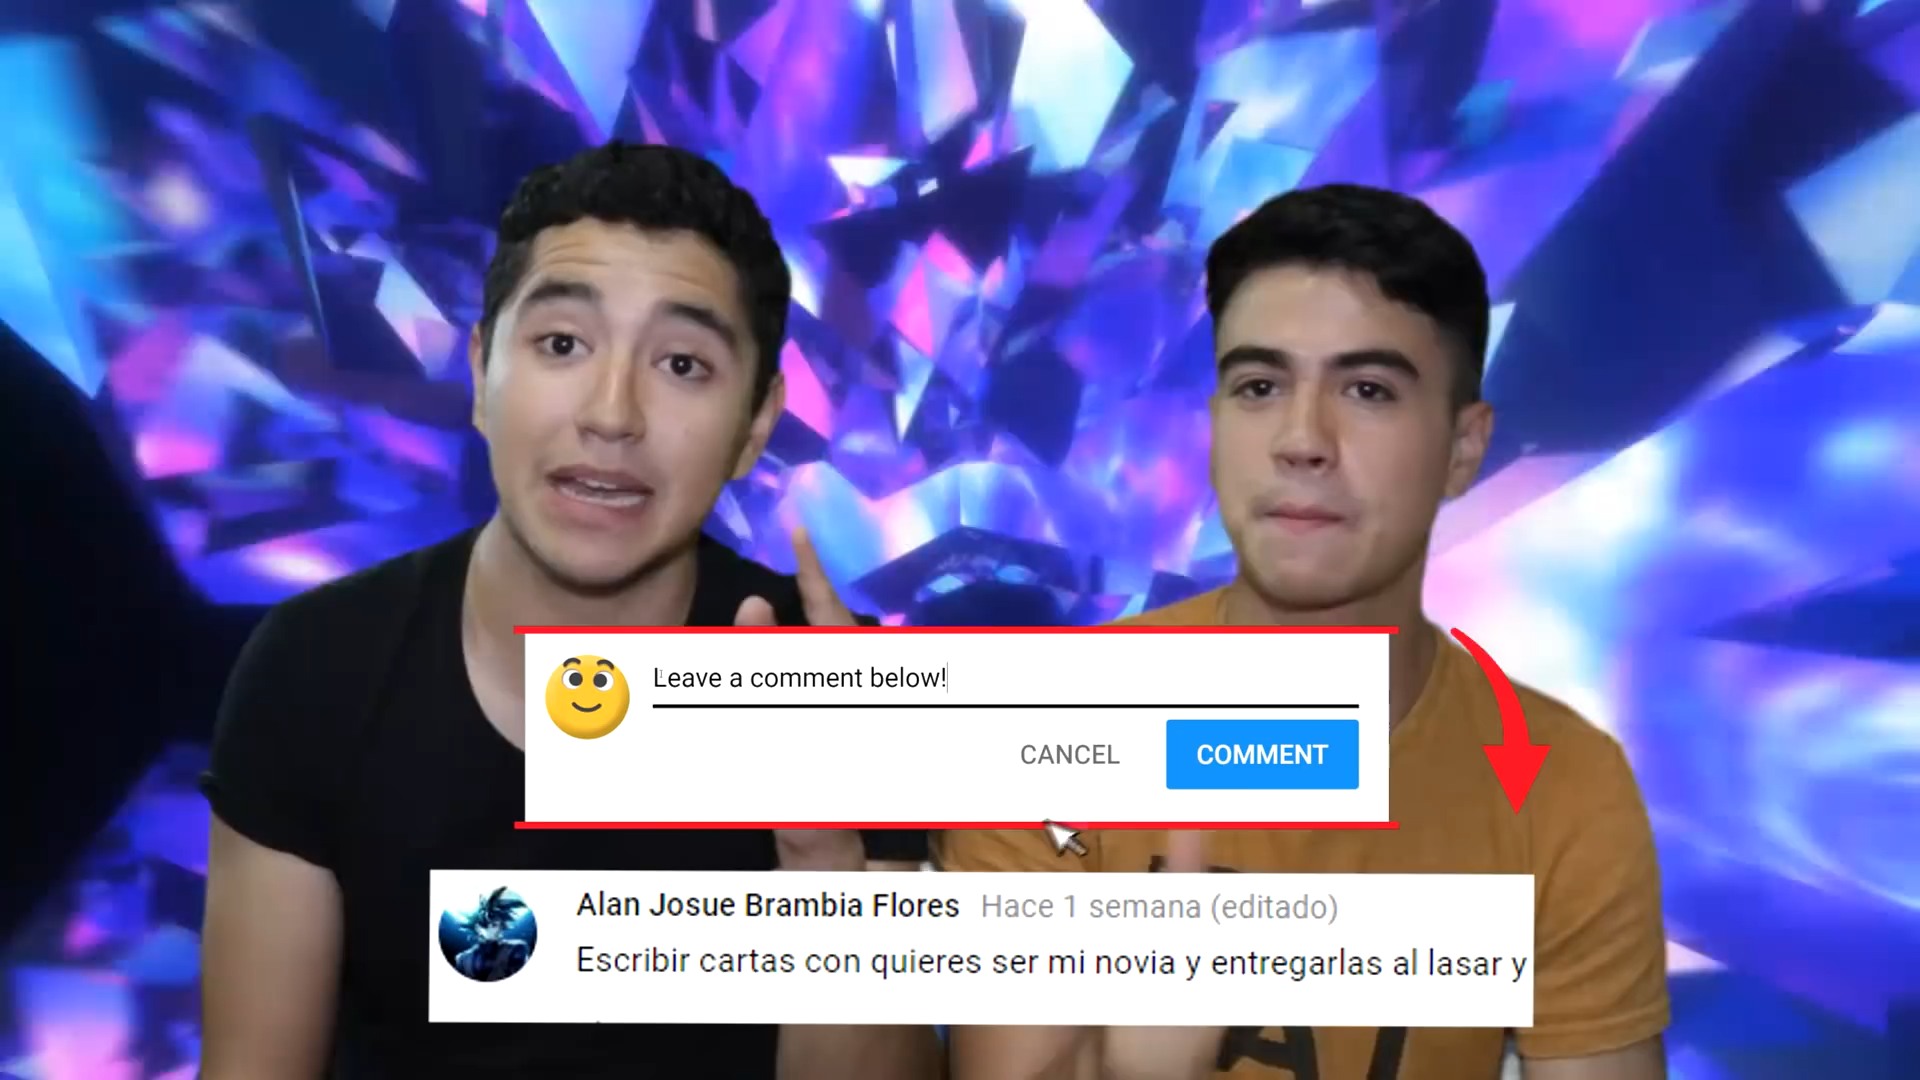 Leave a comment below!
CANCEL COMMENT
Alan Josue Brambia Flores Hace 1 semana (editado)
Escribir cartas con quieres ser mi novia y entregarlas al lasar y